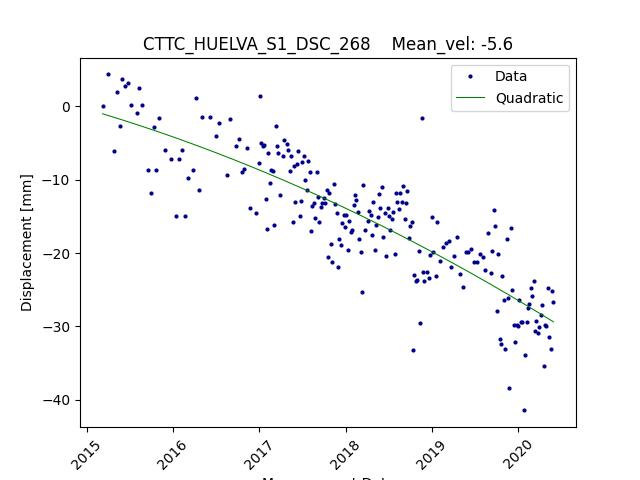 CTTC_HUELVA_S1_DSC_268    Mean_vel: -5.6
Data
Quadratic
0
−10
−20
−30
−40
Displacement [mm]
2015
2016
2017
2018
2019
2020